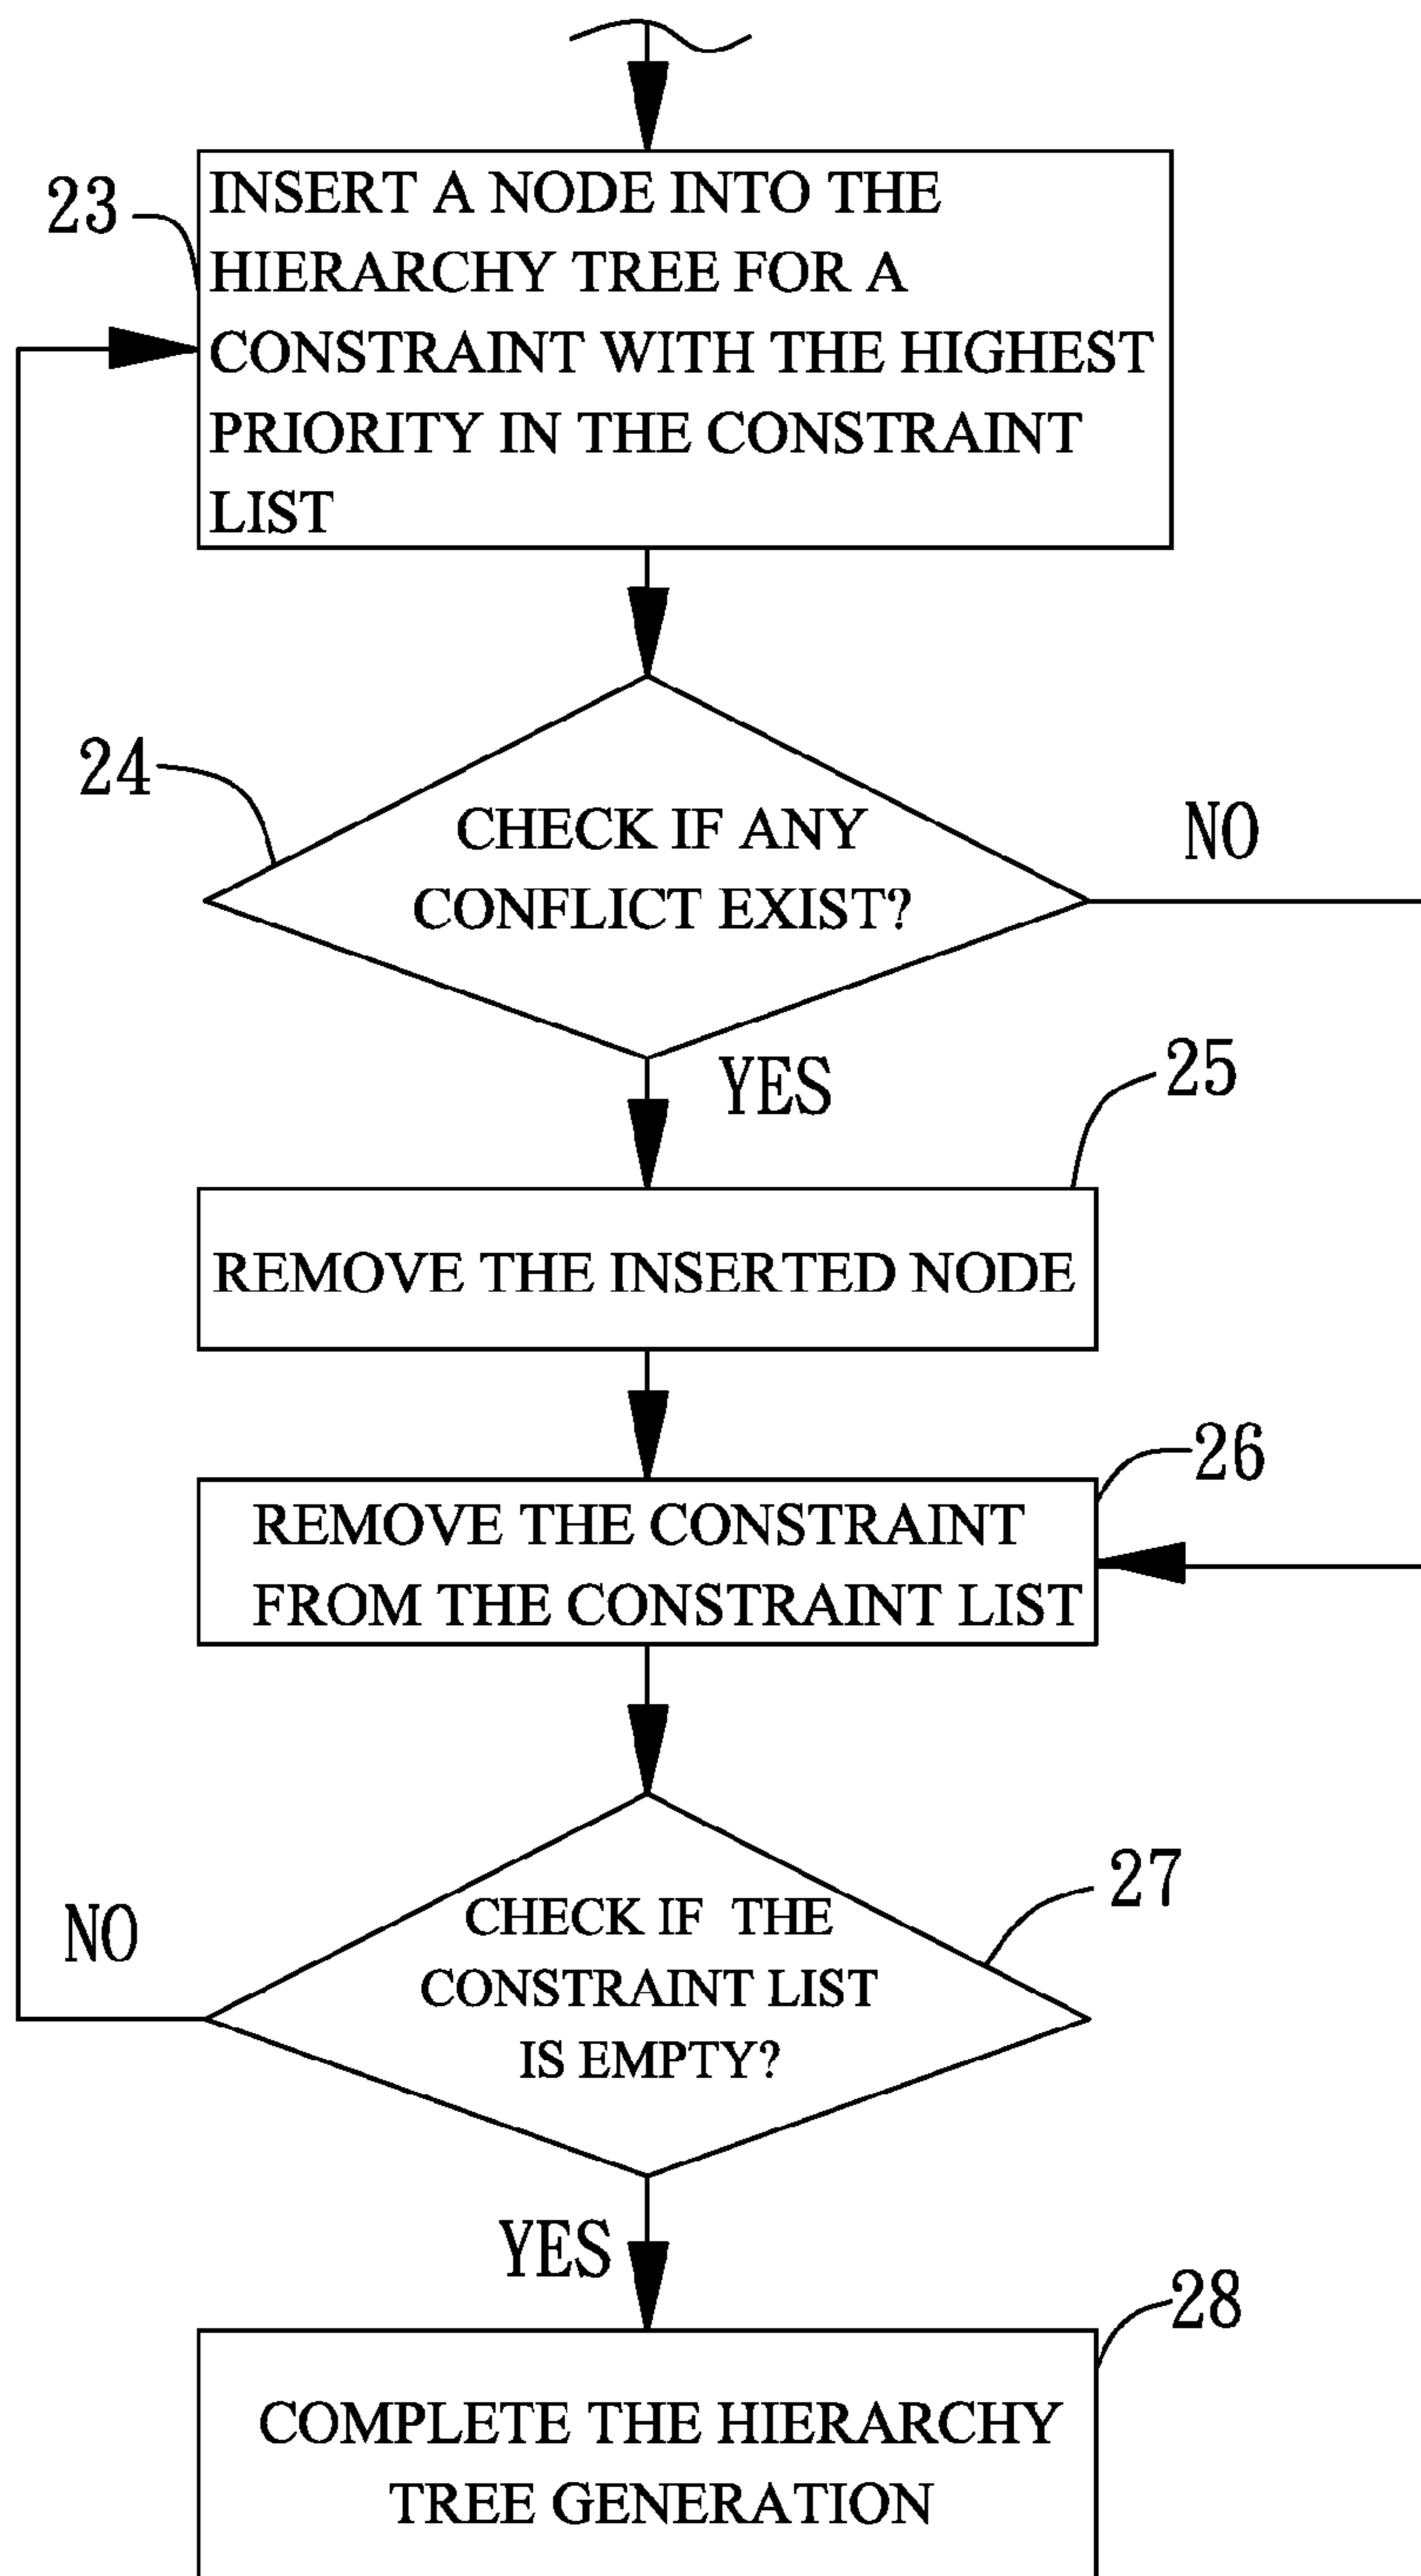 23
INSERT A NODE INTO THE
HIERARCHY TREE FOR A
CONSTRAINT WITH THE HIGHEST
PRIORITY IN THE CONSTRAINT
LIST
24
CHECK IF ANY
CONFLICT EXIST?
NO
YES
25
REMOVE THE INSERTED NODE
26
REMOVE THE CONSTRAINT
FROM THE CONSTRAINT LIST
27
CHECK IF THE
CONSTRAINT LIST
IS EMPTY?
NO
YES
28
COMPLETE THE HIERARCHY
TREE GENERATION